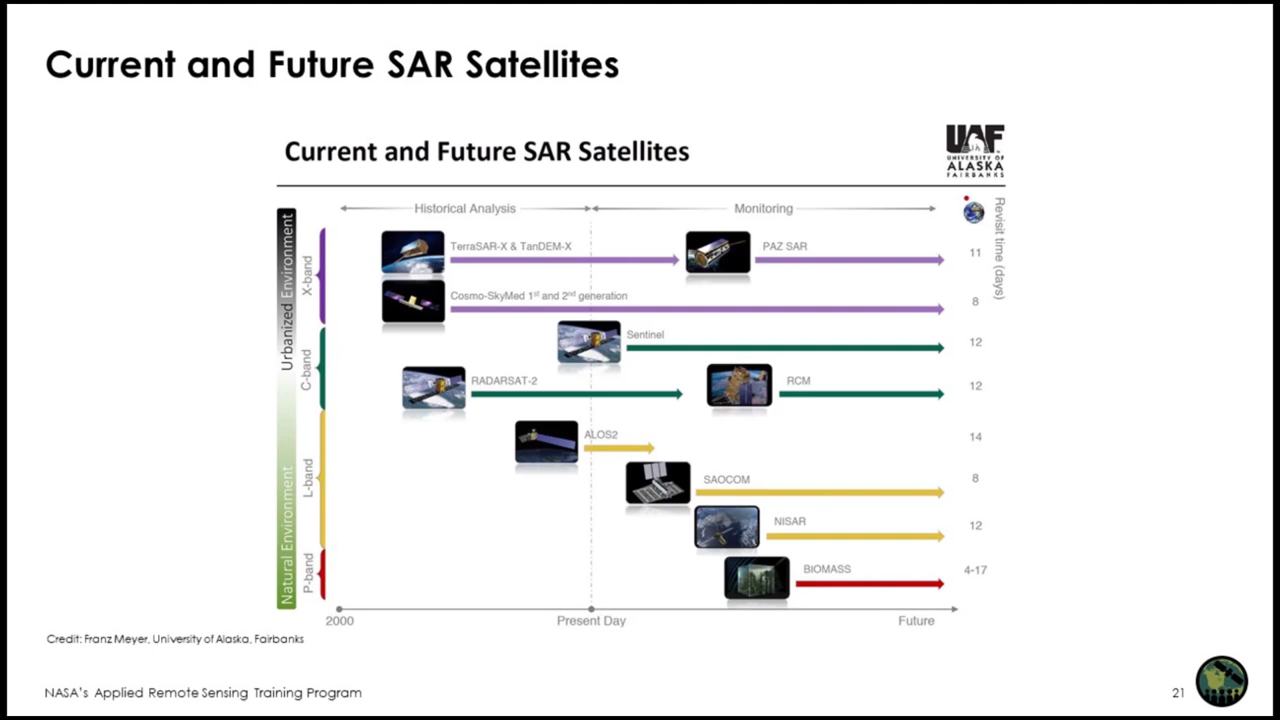 Current and Future SAR Satellites
Current and Future SAR Satellites
UAF
UNIVERSITY OF
ALASKA
FAIRBANKS
Historical Analysis
Monitoring
Revisit time (days)
Urbanized Environment
Natural Environment
X-band
TerraSAR-X & TanDEM-X
PAZ SAR
11
Cosmo-SkyMed 1st and 2nd generation
8
C-band
Sentinel
12
RADARSAT-2
RCM
12
L-band
ALOS2
14
SAOCOM
8
NISAR
12
P-band
BIOMASS
4-17
2000
Present Day
Future
Credit: Franz Meyer, University of Alaska, Fairbanks
NASA's Applied Remote Sensing Training Program
21